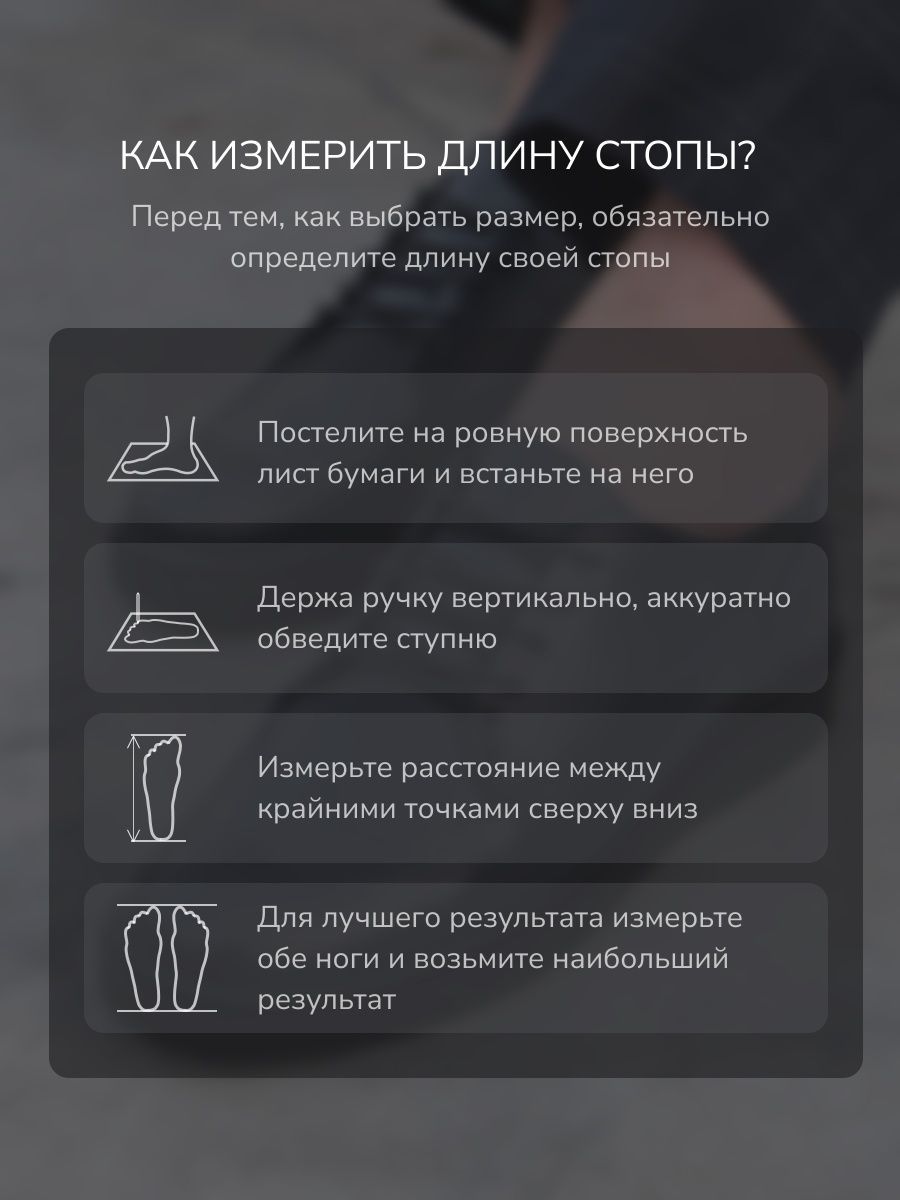 КАК ИЗМЕРИТЬ ДЛИНУ СТОПЫ?
Перед тем, как выбрать размер, обязательно
определите длину своей стопы
Постелите на ровную поверхность
лист бумаги и встаньте на него
Держа ручку вертикально, аккуратно
обведите ступню
Измерьте расстояние между
крайними точками сверху вниз
Для лучшего результата измерьте
обе ноги и возьмите наибольший
результат